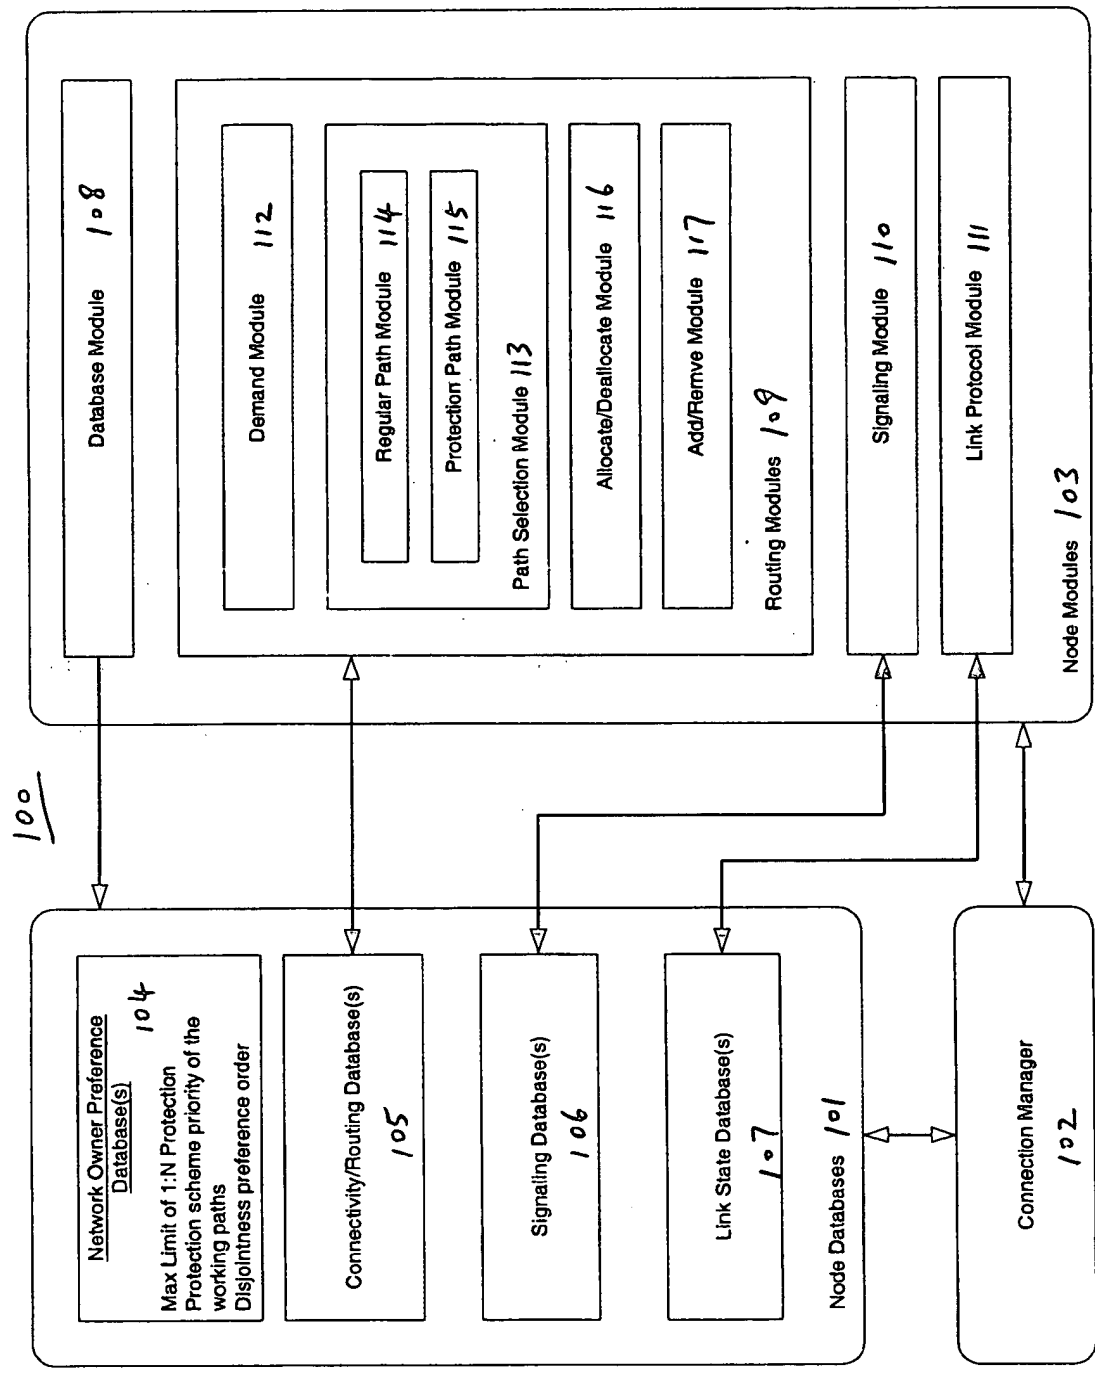 100
Network Owner Preference
Database(s)
104
Max Limit of 1:N Protection
Protection scheme priority of the
working paths
Disjointness preference order
Connectivity/Routing Database(s)
105
Signaling Database(s)
106
Link State Database(s)
107
Node Databases 101
Connection Manager
102
Database Module 108
Demand Module 112
Regular Path Module 114
Protection Path Module 115
Path Selection Module 113
Allocate/Deallocate Module 116
Add/Remve Module 117
Routing Modules 109
Signaling Module 110
Link Protocol Module 111
Node Modules 103